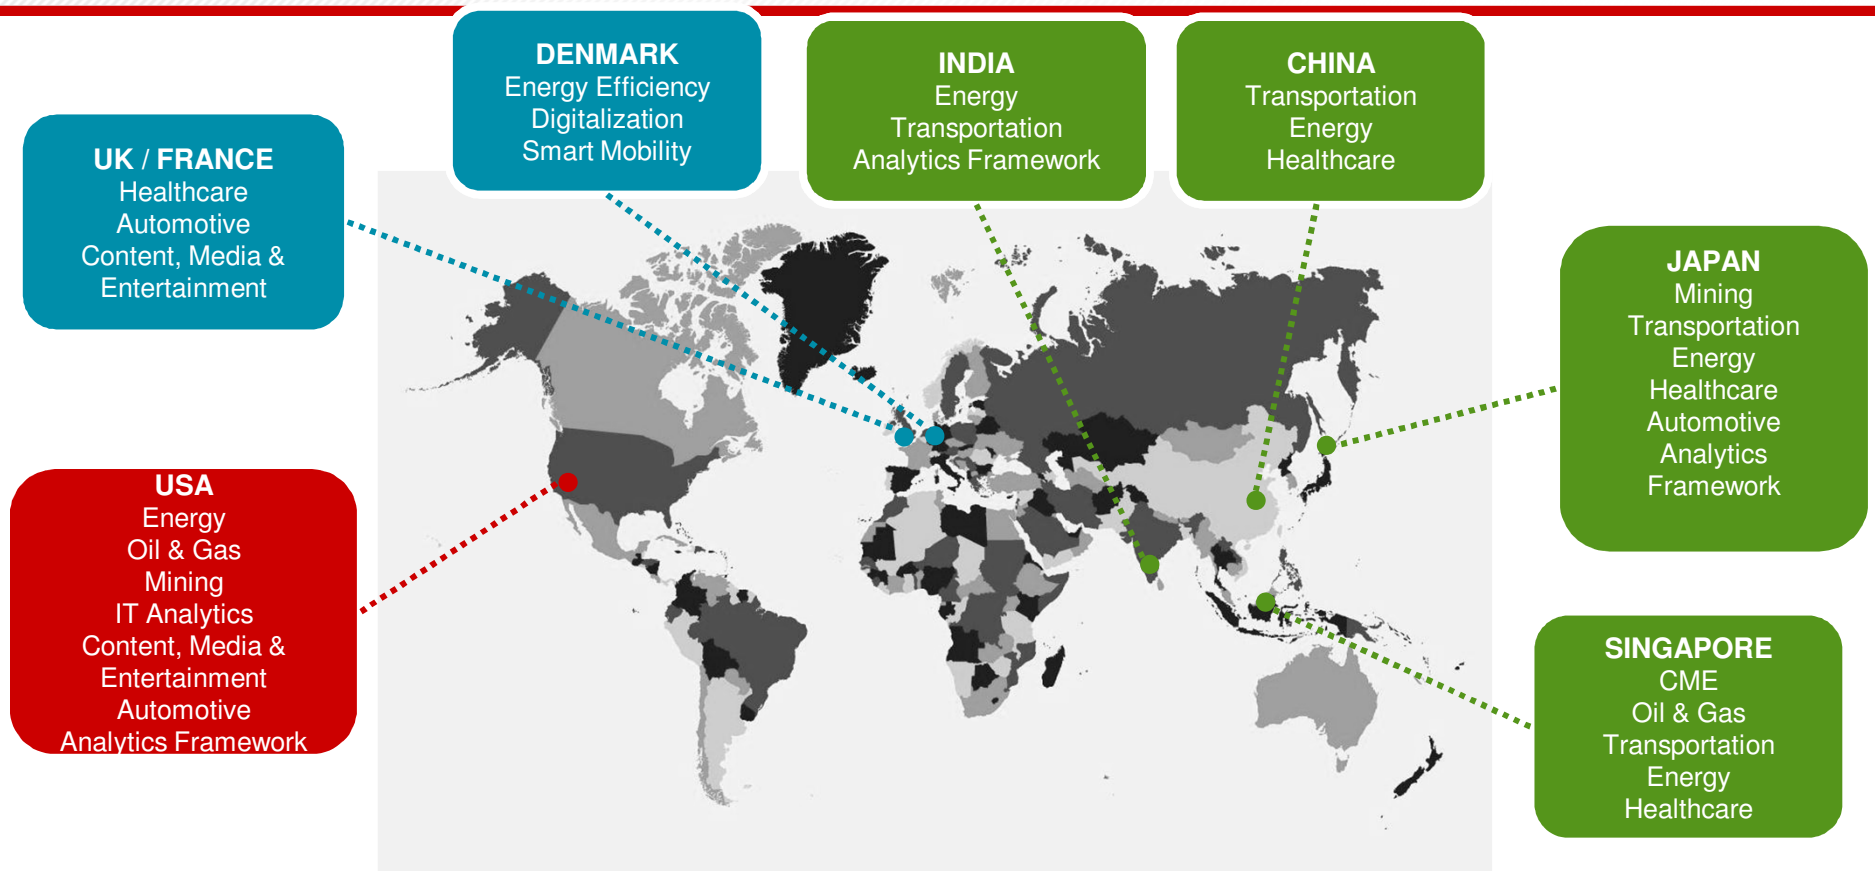 DENMARK
Energy Efficiency
Digitalization
Smart Mobility
INDIA
Energy
Transportation
Analytics Framework
CHINA
Transportation
Energy
Healthcare
UK / FRANCE
Healthcare
Automotive
Content, Media &
Entertainment
JAPAN
Mining
Transportation
Energy
Healthcare
Automotive
Analytics
Framework
USA
Energy
Oil & Gas
Mining
IT Analytics
Content, Media &
Entertainment
Automotive
Analytics Framework
SINGAPORE
CME
Oil & Gas
Transportation
Energy
Healthcare